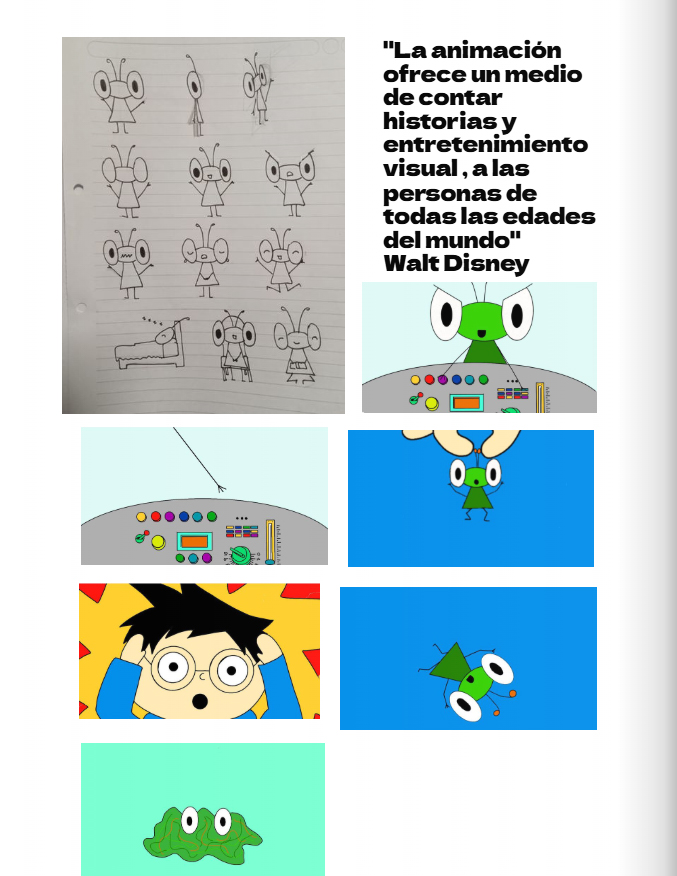 "La animación
ofrece un medio
de contar
historias y
entretenimiento
visual , a las
personas de
todas las edades
del mundo"
Walt Disney